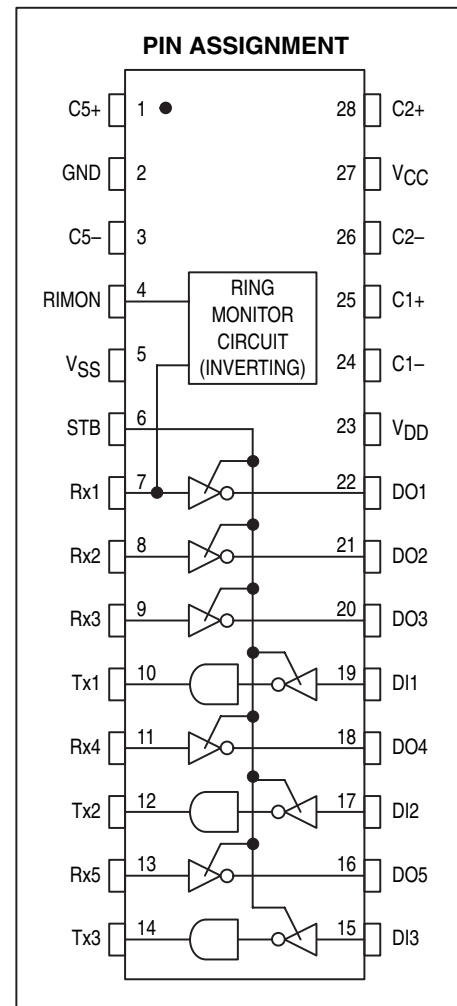 PIN ASSIGNMENT
C5+ 1 28 C2+
GND 2 27 VCC
C5– 3 26 C2–
RIMON 4 RING MONITOR CIRCUIT (INVERTING) 25 C1+
VSS 5 24 C1–
STB 6 23 VDD
Rx1 7 22 DO1
Rx2 8 21 DO2
Rx3 9 20 DO3
Tx1 10 19 DI1
Rx4 11 18 DO4
Tx2 12 17 DI2
Rx5 13 16 DO5
Tx3 14 15 DI3